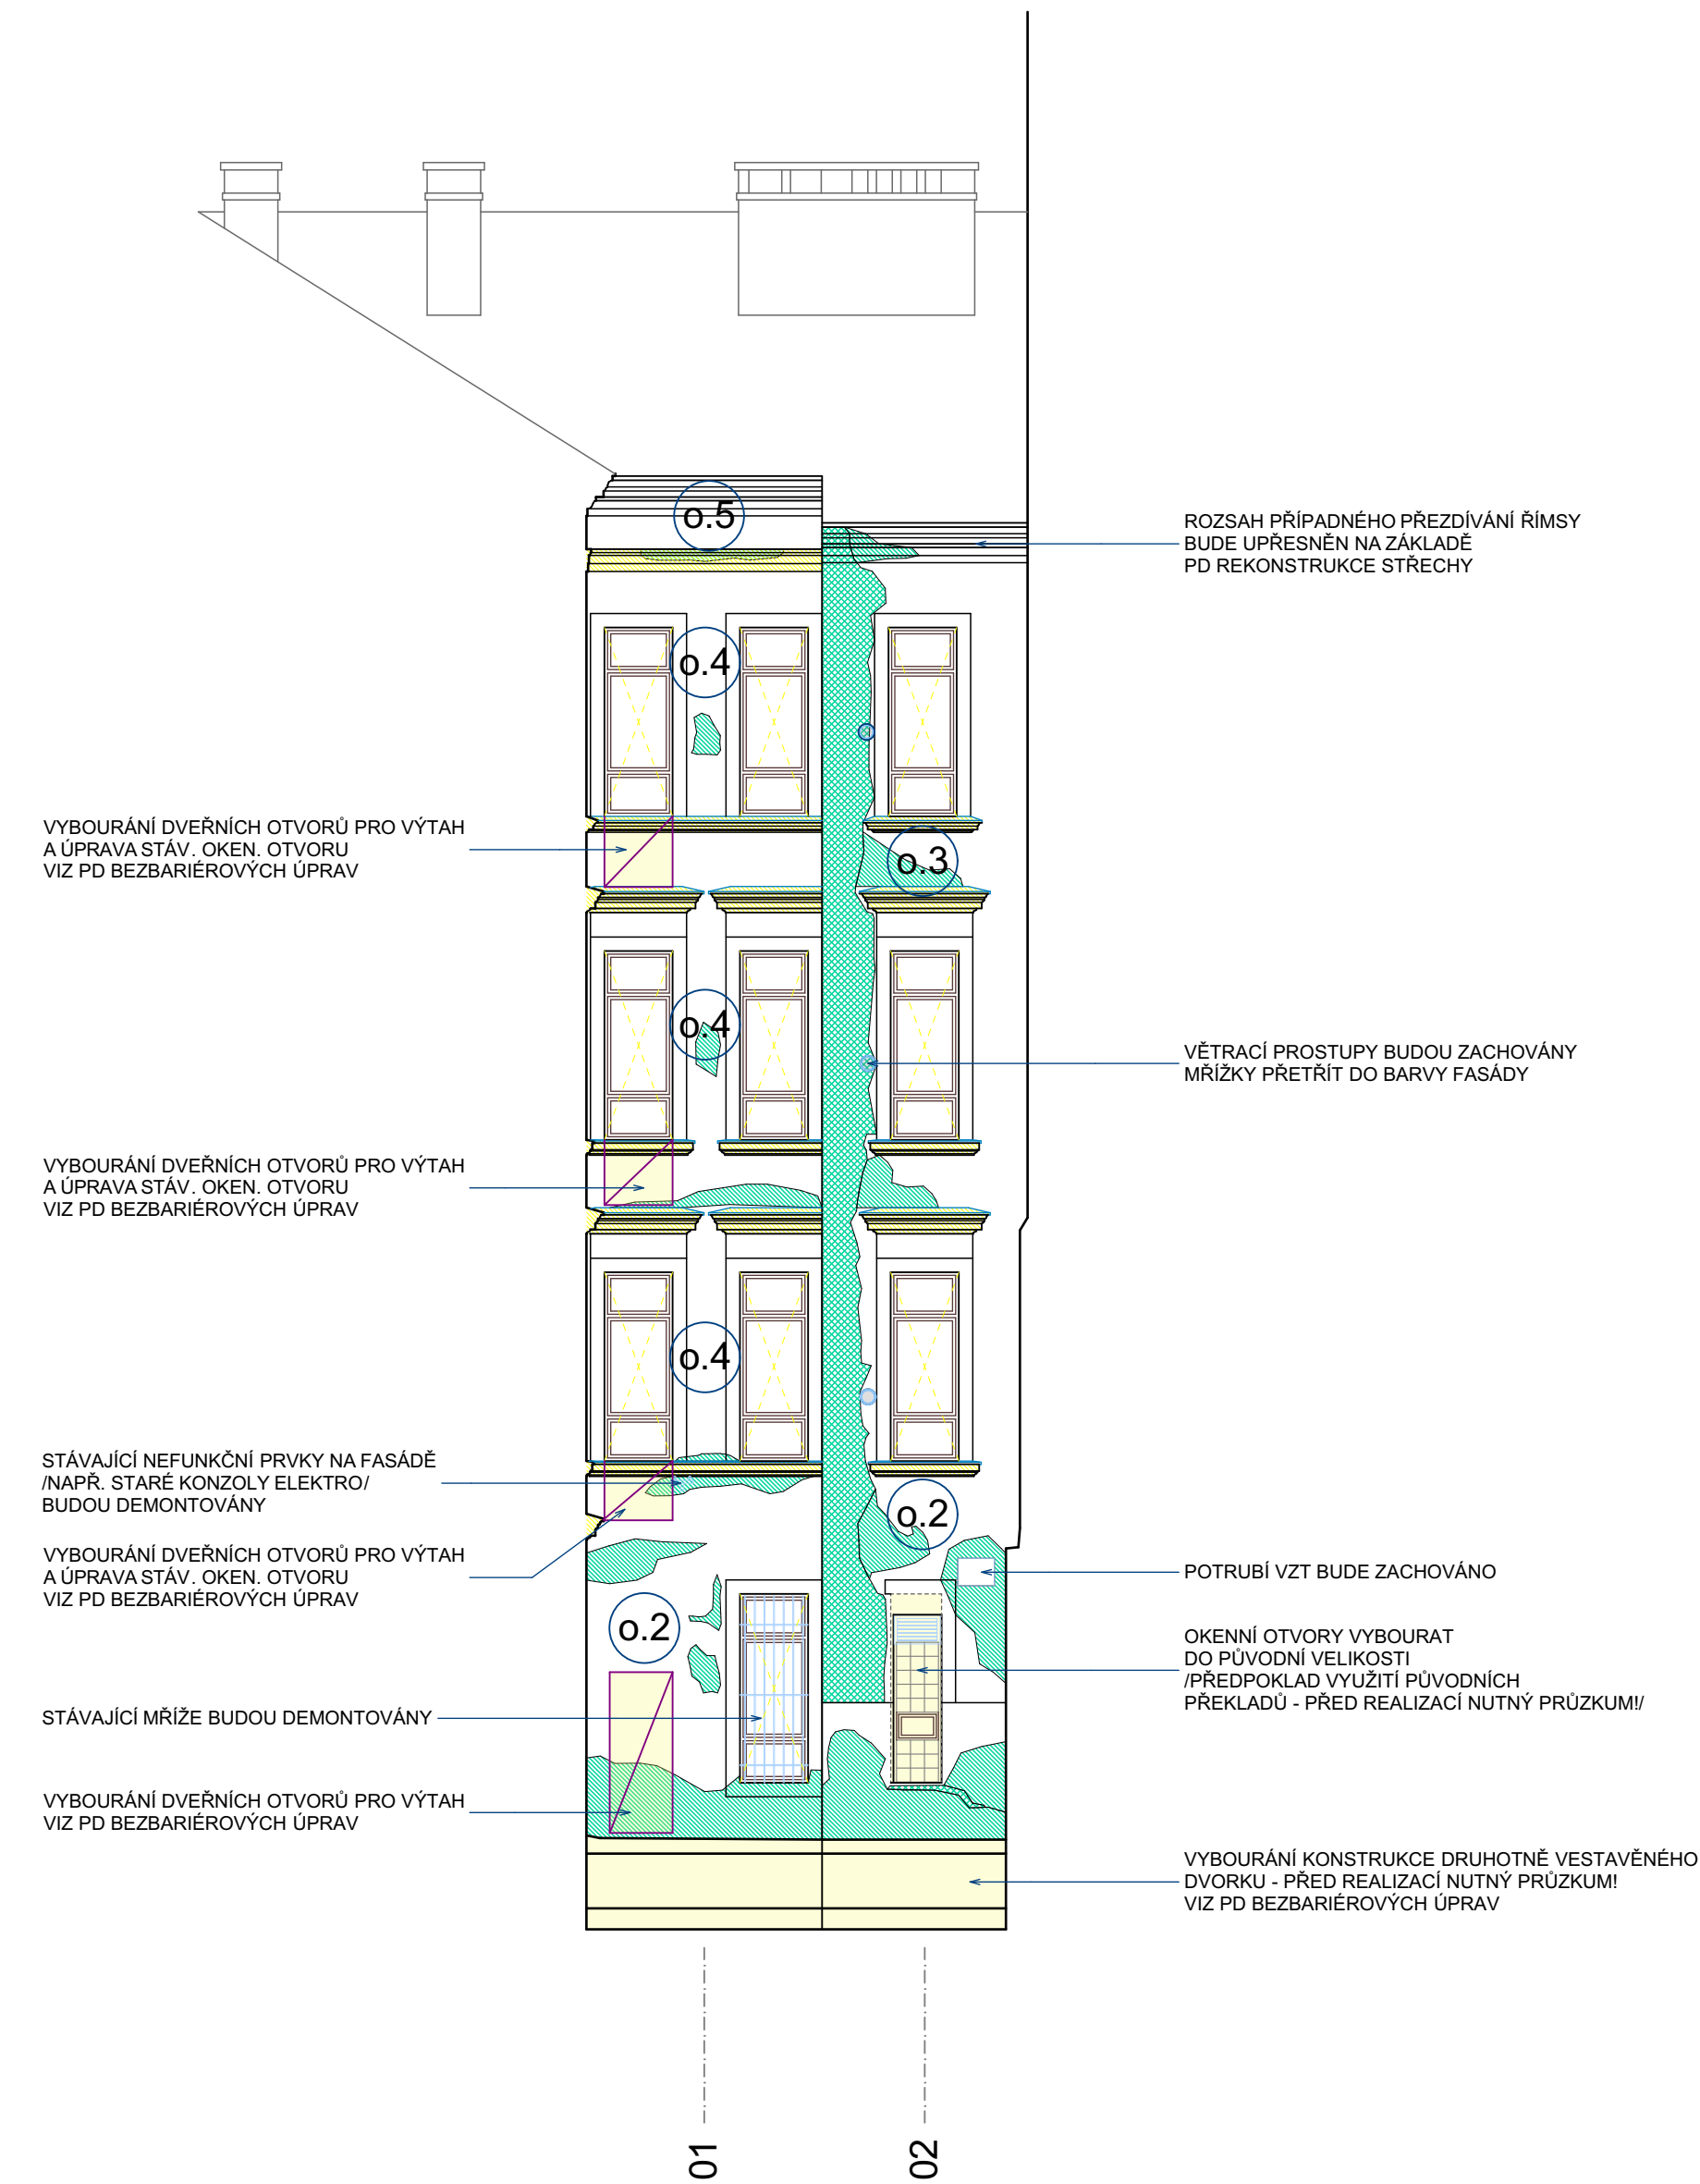 o.5
ROZSAH PŘÍPADNÉHO PŘEZDÍVÁNÍ ŘÍMSY
BUDE UPŘESNĚN NA ZÁKLADĚ
PD REKONSTRUKCE STŘECHY
o.4
VYBOURÁNÍ DVEŘNÍCH OTVORŮ PRO VÝTAH
A ÚPRAVA STÁV. OKEN. OTVORU
VIZ PD BEZBARIÉROVÝCH ÚPRAV
o.3
o.4
VĚTRACÍ PROSTUPY BUDOU ZACHOVÁNY
MŘÍŽKY PŘETŘÍT DO BARVY FASÁDY
VYBOURÁNÍ DVEŘNÍCH OTVORŮ PRO VÝTAH
A ÚPRAVA STÁV. OKEN. OTVORU
VIZ PD BEZBARIÉROVÝCH ÚPRAV
o.4
STÁVAJÍCÍ NEFUNKČNÍ PRVKY NA FASÁDĚ
/NAPŘ. STARÉ KONZOLY ELEKTRO/
BUDOU DEMONTOVÁNY
o.2
VYBOURÁNÍ DVEŘNÍCH OTVORŮ PRO VÝTAH
A ÚPRAVA STÁV. OKEN. OTVORU
VIZ PD BEZBARIÉROVÝCH ÚPRAV
POTRUBÍ VZT BUDE ZACHOVÁNO
o.2
OKENNÍ OTVORY VYBOURAT
DO PŮVODNÍ VELIKOSTI
/PŘEDPOKLAD VYUŽITÍ PŮVODNÍCH
PŘEKLADŮ - PŘED REALIZACÍ NUTNÝ PRŮZKUM!/
STÁVAJÍCÍ MŘÍŽE BUDOU DEMONTOVÁNY
VYBOURÁNÍ DVEŘNÍCH OTVORŮ PRO VÝTAH
VIZ PD BEZBARIÉROVÝCH ÚPRAV
VYBOURÁNÍ KONSTRUKCE DRUHOTNĚ VESTAVĚNÉHO
DVORKU - PŘED REALIZACÍ NUTNÝ PRŮZKUM!
VIZ PD BEZBARIÉROVÝCH ÚPRAV
01
02